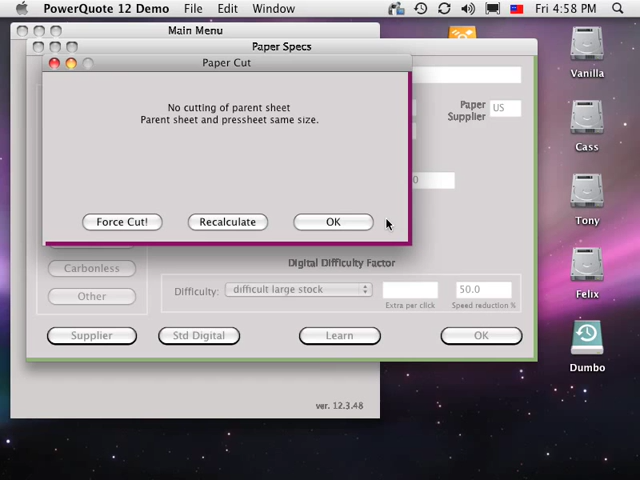 PowerQuote 12 Demo File Edit Window Fri 4:58 PM
Main Menu
Paper Specs
Paper Cut
No cutting of parent sheet
Parent sheet and pressheet same size.
Force Cut! Recalculate OK
Paper Supplier US
0
Carbonless
Other
Digital Difficulty Factor
Difficulty: difficult large stock 50.0
Extra per click Speed reduction %
Supplier Std Digital Learn OK
ver. 12.3.48
Vanilla
Cass
Tony
Felix
Dumbo